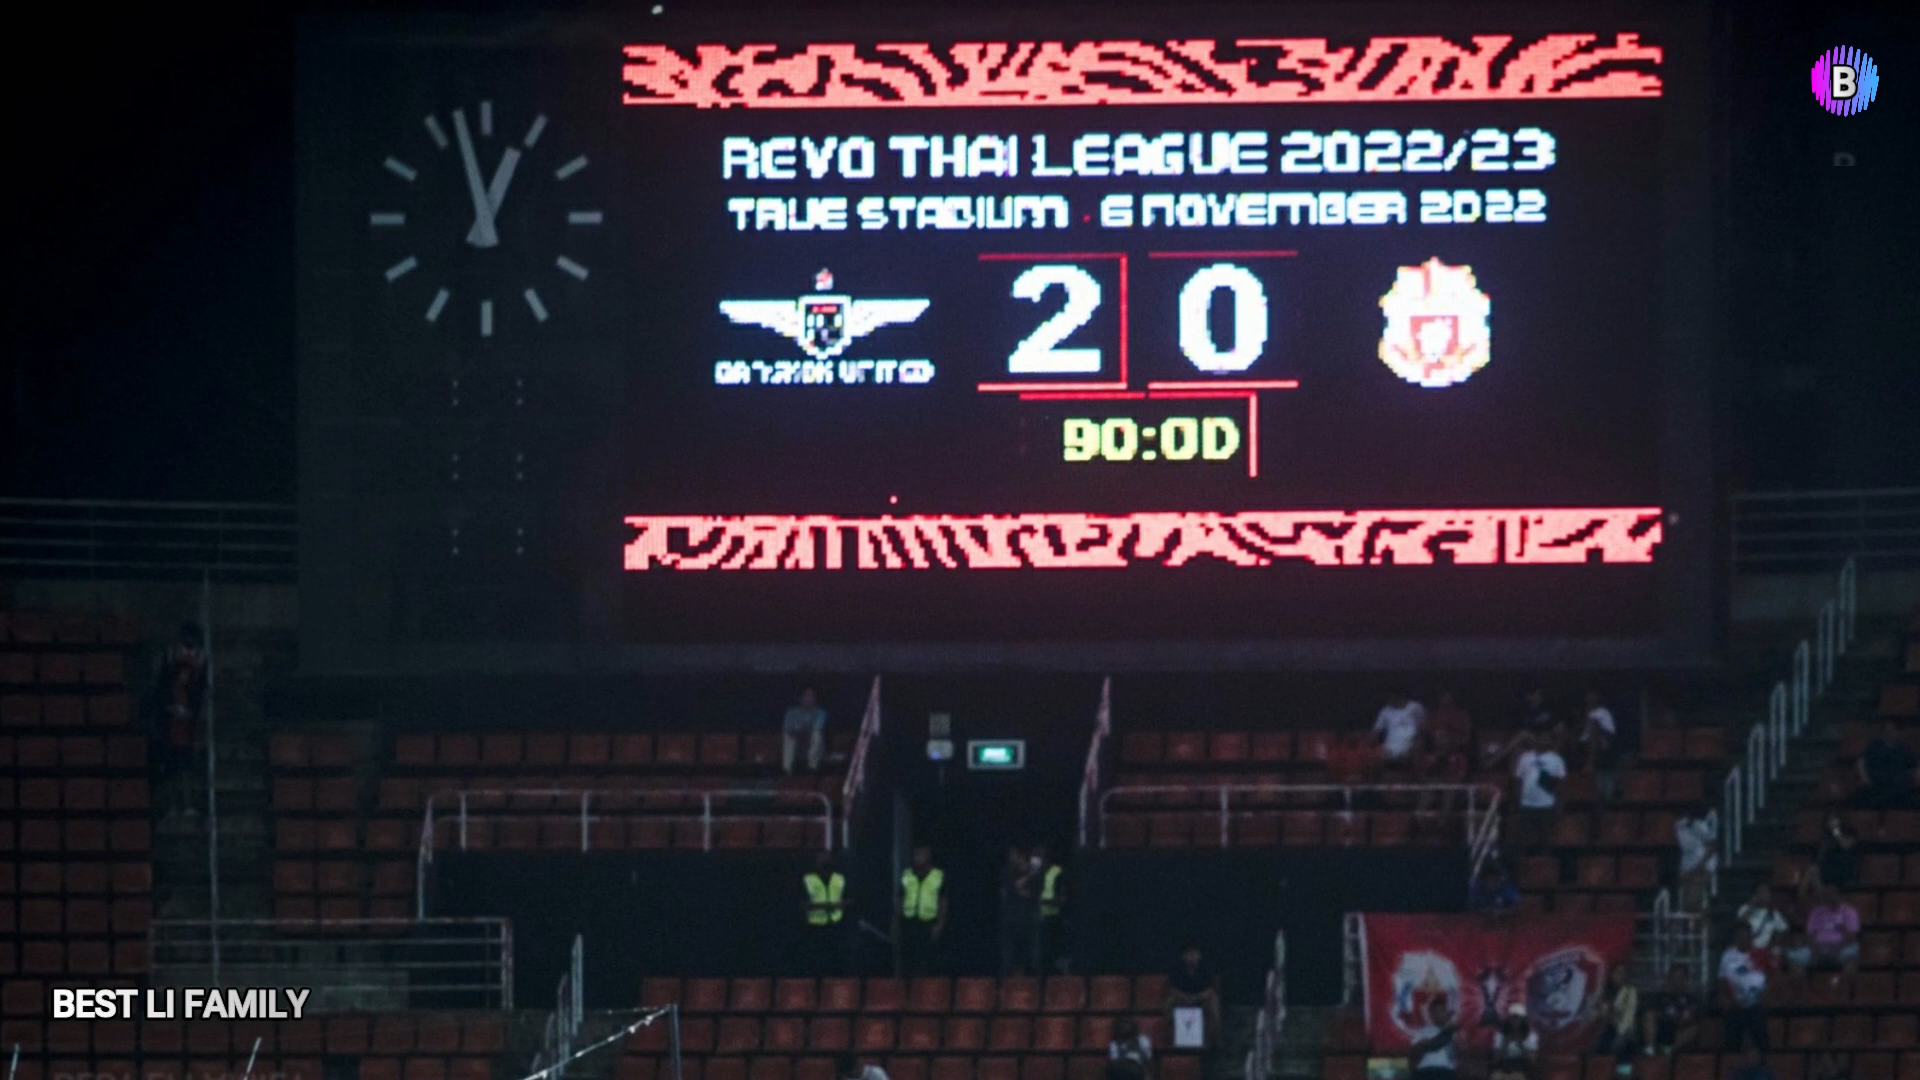 B
REVO THAI LEAGUE 2022/23
TRUE STADIUM 6 NOVEMBER 2022
2 0
90:00
BEST LI FAMILY